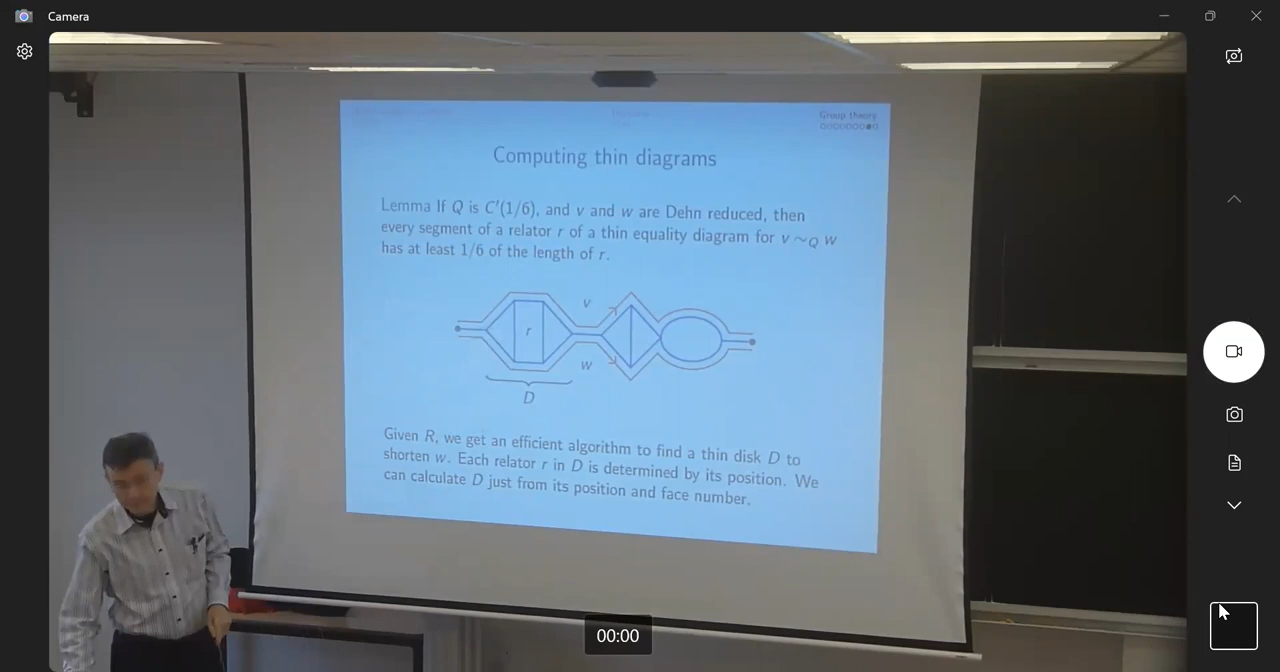 Camera
Group theory
Computing thin diagrams
Lemma If Q is C′(1/6), and v and w are Dehn reduced, then
every segment of a relator r of a thin equality diagram for v ∼Q w
has at least 1/6 of the length of r.
v
r
w
D
Given R, we get an efficient algorithm to find a thin disk D to
shorten w. Each relator r in D is determined by its position. We
can calculate D just from its position and face number.
00:00